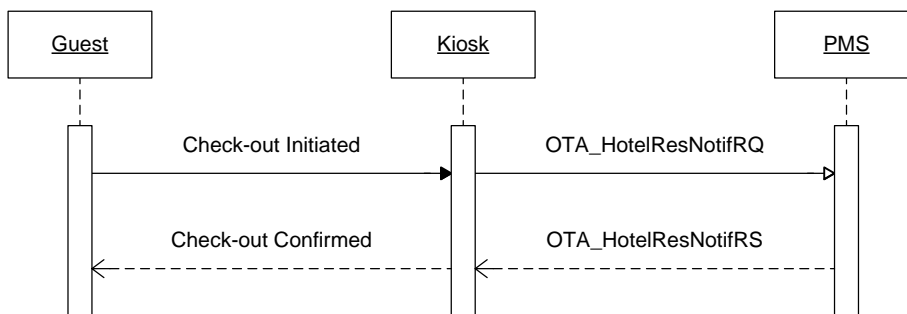 Guest
Kiosk
PMS
Check-out Initiated
OTA_HotelResNotifRQ
Check-out Confirmed
OTA_HotelResNotifRS